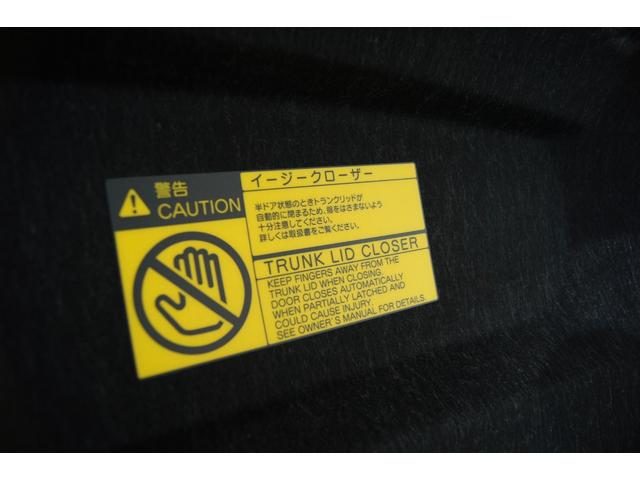 警告
CAUTION
イージークローザー
半ドア状態のときトランクリッドが
自動的に閉まるため、指をはさまないよう
十分注意してください。
詳しくは取扱書をご覧ください。
TRUNK LID CLOSER
KEEP FINGERS AWAY FROM THE
TRUNK LID WHEN CLOSING.
DOOR CLOSES AUTOMATICALLY
WHEN PARTIALLY LATCHED AND
COULD CAUSE INJURY.
SEE OWNER'S MANUAL FOR DETAILS.